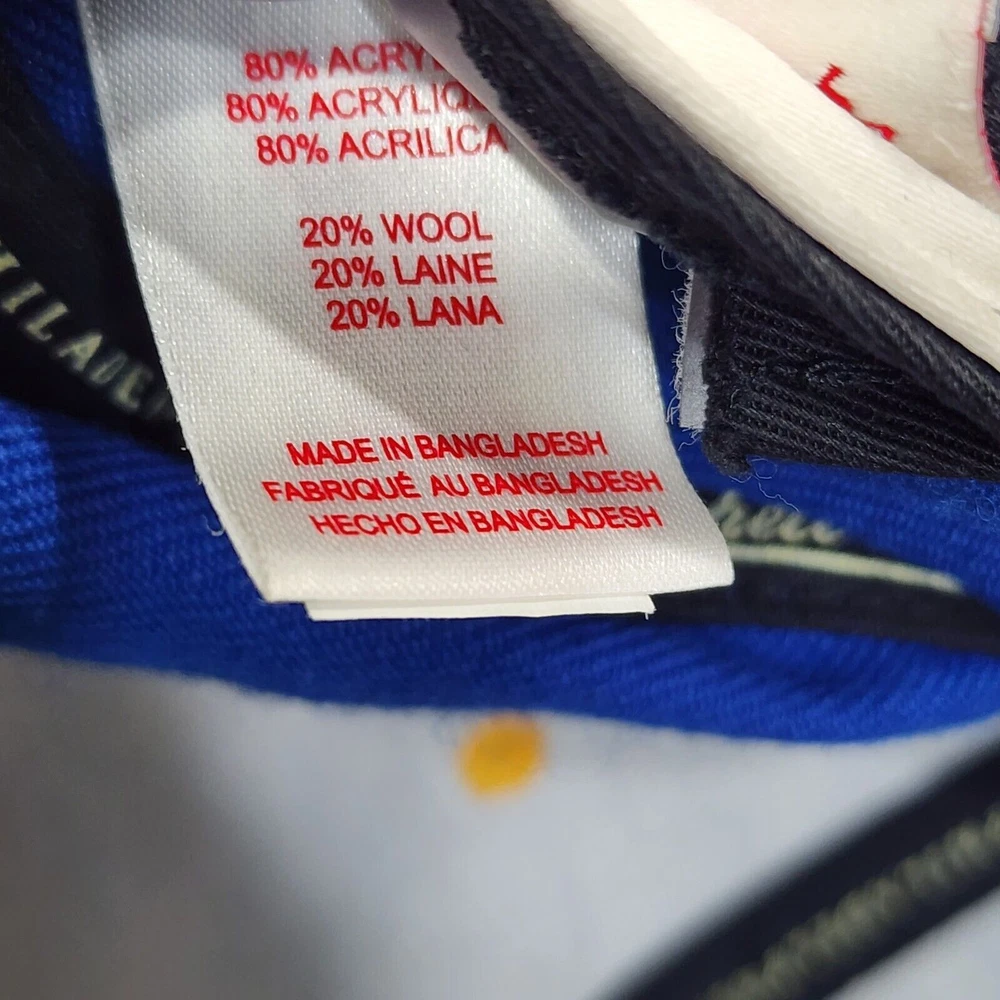 80% ACRY
80% ACRYLIQ
80% ACRILICA
20% WOOL
20% LAINE
20% LANA
MADE IN BANGLADESH
FABRIQUÉ AU BANGLADESH
HECHO EN BANGLADESH